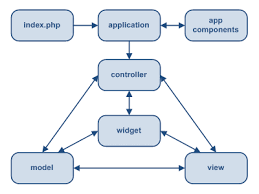 index.php
application
app
components
controller
widget
model
view